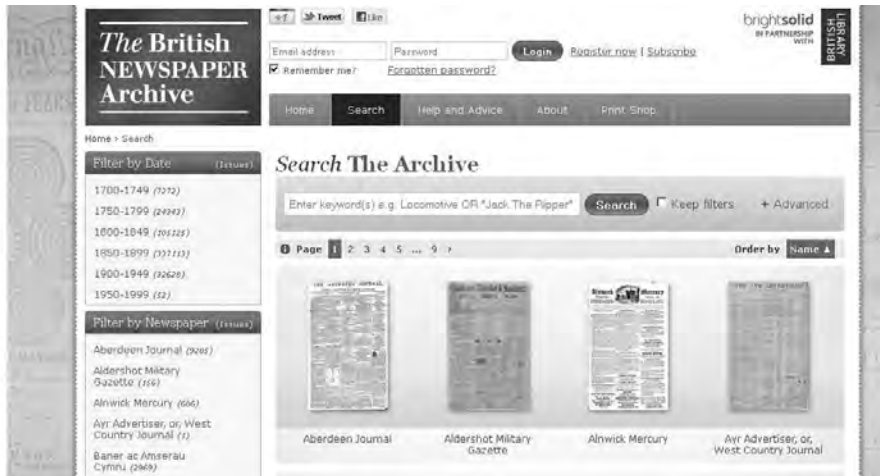 +1 Tweet Like
brightsolid
IN PARTNERSHIP
WITH
BRITISH
LIBRARY
The British
NEWSPAPER
Archive
Email address Password Login Register now | Subscribe
Remember me? Forgotten password?
Home Search Help and Advice About Print Shop
Home > Search
Filter by Date (Issues)
1700-1749 (7272)
1750-1799
1800-1849
1850-1899
1900-1949 (32628)
1950-1999 (52)
Filter by Newspaper (Issues)
Aberdeen Journal (9205)
Aldershot Military
Gazette
Alnwick Mercury
Ayr Advertiser, or, West
Country Journal (1)
Baner ac Amserau
Cymru (2969)
Search The Archive
Enter keyword(s) e.g. Locomotive OR "Jack The Ripper" Search Keep filters + Advanced
Page 1 2 3 4 5 ... 9 › Order by Name
Aberdeen Journal
Aldershot Military
Gazette
Alnwick Mercury
Ayr Advertiser, or,
West Country Journal